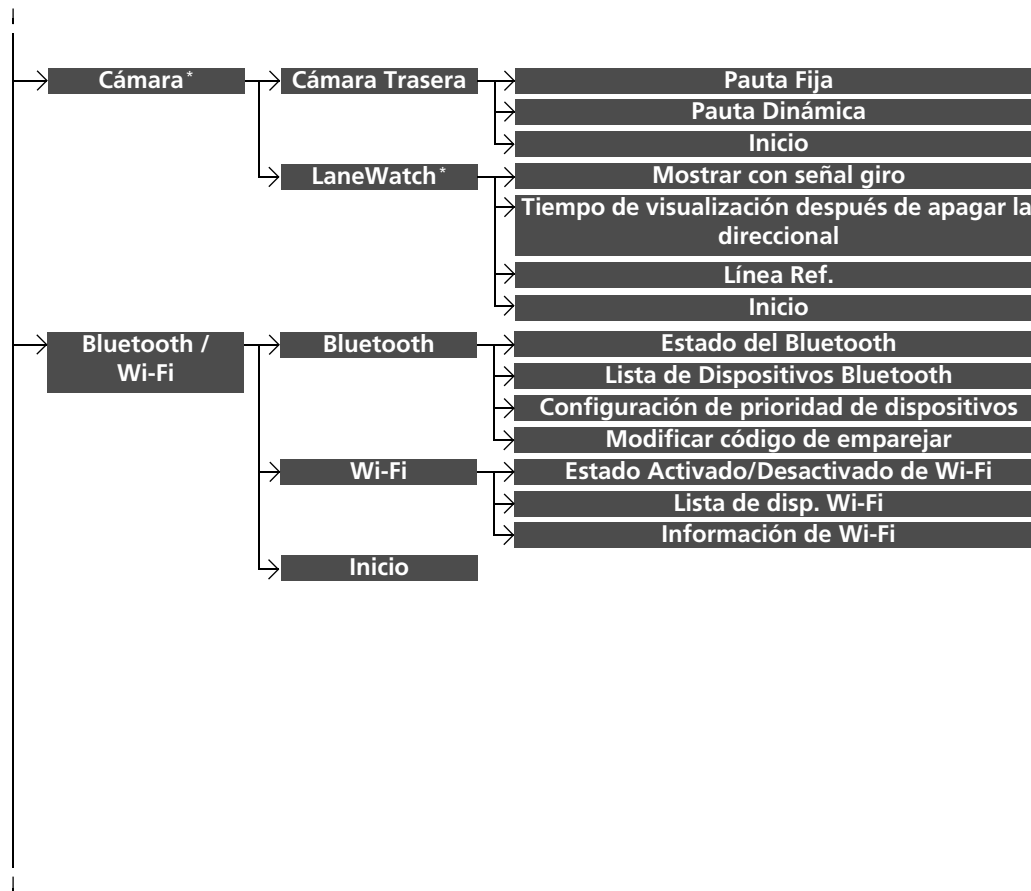 Cámara*
Cámara Trasera
Pauta Fija
Pauta Dinámica
Inicio
LaneWatch*
Mostrar con señal giro
Tiempo de visualización después de apagar la
direccional
Línea Ref.
Inicio
Bluetooth /
Wi-Fi
Bluetooth
Estado del Bluetooth
Lista de Dispositivos Bluetooth
Configuración de prioridad de dispositivos
Modificar código de emparejar
Wi-Fi
Estado Activado/Desactivado de Wi-Fi
Lista de disp. Wi-Fi
Información de Wi-Fi
Inicio